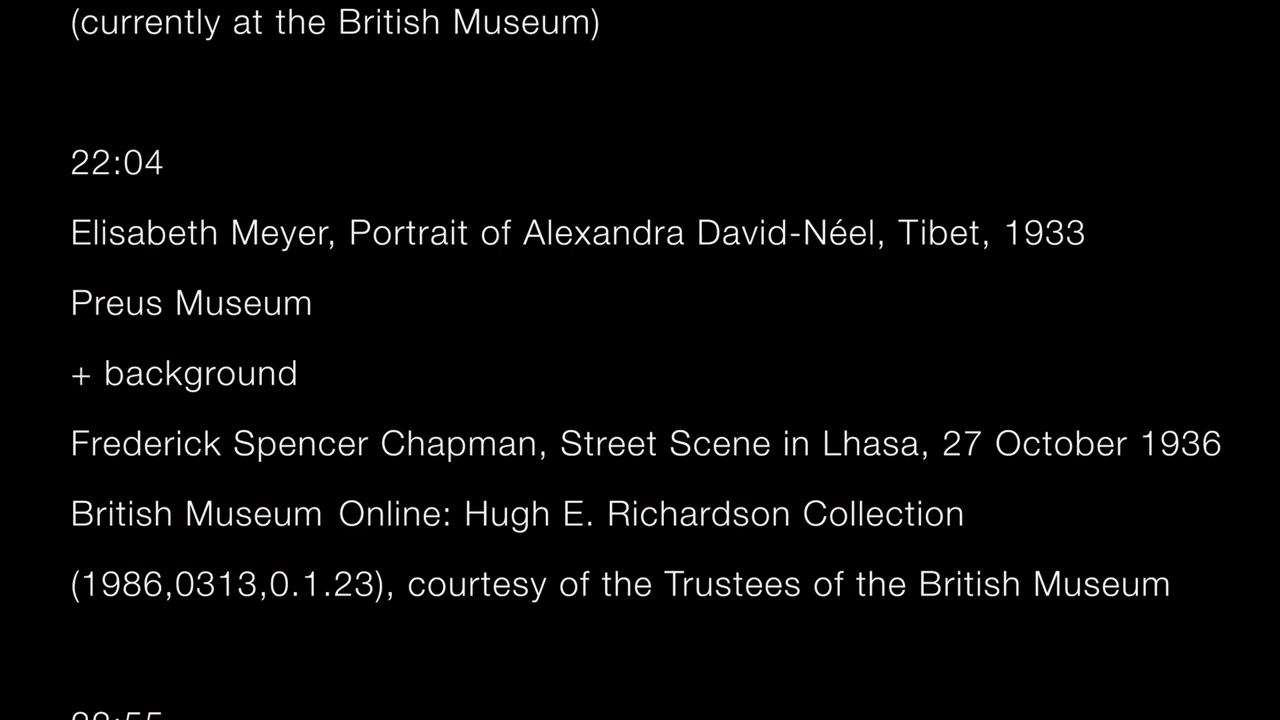 (currently at the British Museum)
22:04
Elisabeth Meyer, Portrait of Alexandra David-Néel, Tibet, 1933
Preus Museum
+ background
Frederick Spencer Chapman, Street Scene in Lhasa, 27 October 1936
British Museum Online: Hugh E. Richardson Collection
(1986,0313,0.1.23), courtesy of the Trustees of the British Museum